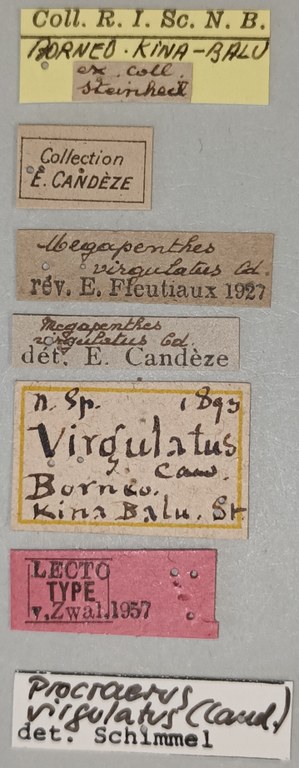 Coll. R. I. Sc. N. B.
BORNEO. KINA-BALU
ex. coll.
Steinheil
Collection
E. CANDÈZE
Megapenthes
virgulatus Cd.
rév. E. Fleutiaux 1927
Megapenthes
virgulatus Cd.
dét. E. Candèze
n. Sp. 1893
Virgulatus
Cand.
Borneo.
Kina Balu. St
LECTO
TYPE
v. Zwal. 1957
Procraerus
virgulatus (Cand.)
det. Schimmel